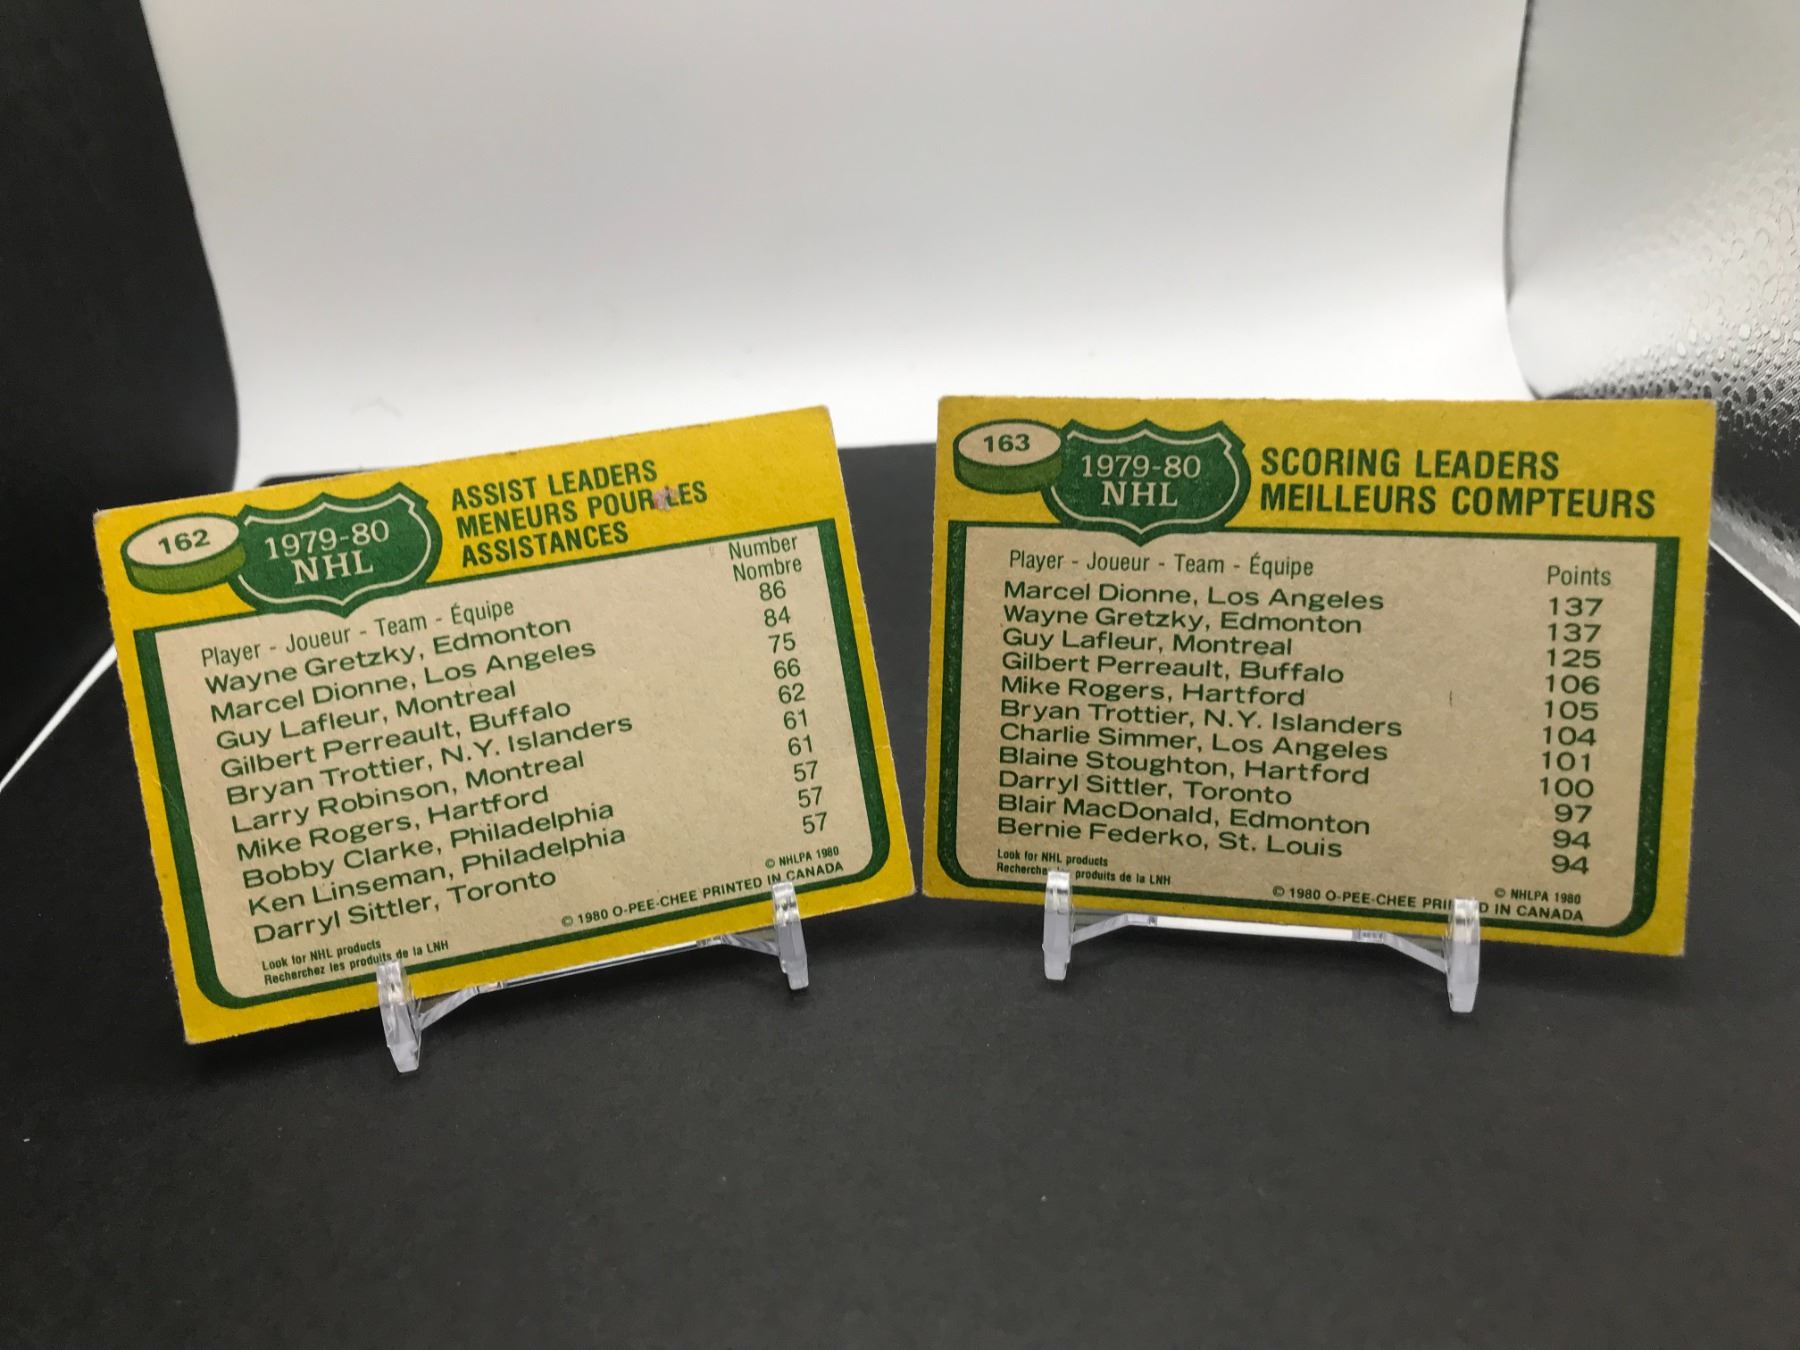 162
1979-80
NHL
ASSIST LEADERS
MENEURS POUR LES
ASSISTANCES
Player - Joueur - Team - Équipe
Number
Nombre
Wayne Gretzky, Edmonton 86
Marcel Dionne, Los Angeles 84
Guy Lafleur, Montreal 75
Gilbert Perreault, Buffalo 66
Bryan Trottier, N.Y. Islanders 62
Larry Robinson, Montreal 61
Mike Rogers, Hartford 61
Bobby Clarke, Philadelphia 57
Ken Linseman, Philadelphia 57
Darryl Sittler, Toronto 57
Look for NHL products
Recherchez les produits de la LNH
© NHLPA 1980
© 1980 O-PEE-CHEE PRINTED IN CANADA
163
1979-80
NHL
SCORING LEADERS
MEILLEURS COMPTEURS
Player - Joueur - Team - Équipe Points
Marcel Dionne, Los Angeles 137
Wayne Gretzky, Edmonton 137
Guy Lafleur, Montreal 125
Gilbert Perreault, Buffalo 106
Mike Rogers, Hartford 105
Bryan Trottier, N.Y. Islanders 104
Charlie Simmer, Los Angeles 101
Blaine Stoughton, Hartford 100
Darryl Sittler, Toronto 97
Blair MacDonald, Edmonton 94
Bernie Federko, St. Louis 94
Look for NHL products
Recherche produits de la LNH
© NHLPA 1980
© 1980 O-PEE-CHEE PRINTED IN CANADA